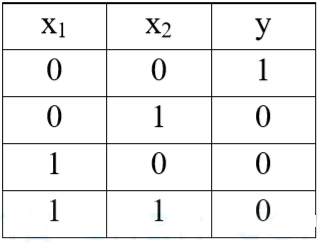 x₁ x₂ y
0 0 1
0 1 0
1 0 0
1 1 0